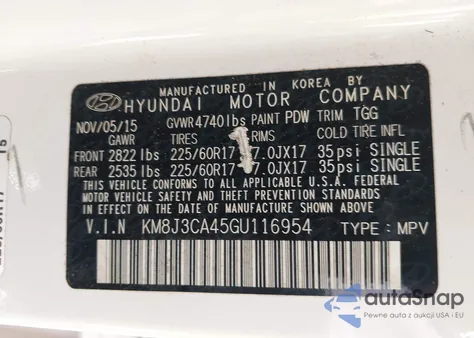 MANUFACTURED IN KOREA BY
HYUNDAI MOTOR COMPANY
NOV/05/15 GVWR4740lbs PAINT PDW TRIM TGG
GAWR TIRES RIMS COLD TIRE INFL
FRONT 2822 lbs 225/60R17 7.0JX17 35psi SINGLE
REAR 2535 lbs 225/60R17 7.0JX17 35psi SINGLE
THIS VEHICLE CONFORMS TO ALL APPLICABLE U.S.A. FEDERAL
MOTOR VEHICLE SAFETY AND THEFT PREVENTION STANDARDS IN
EFFECT ON THE DATE OF MANUFACTURE SHOWN ABOVE.
V.I.N KM8J3CA45GU116954 TYPE: MPV
autoSnap
Pewne auta z aukcji USA i EU